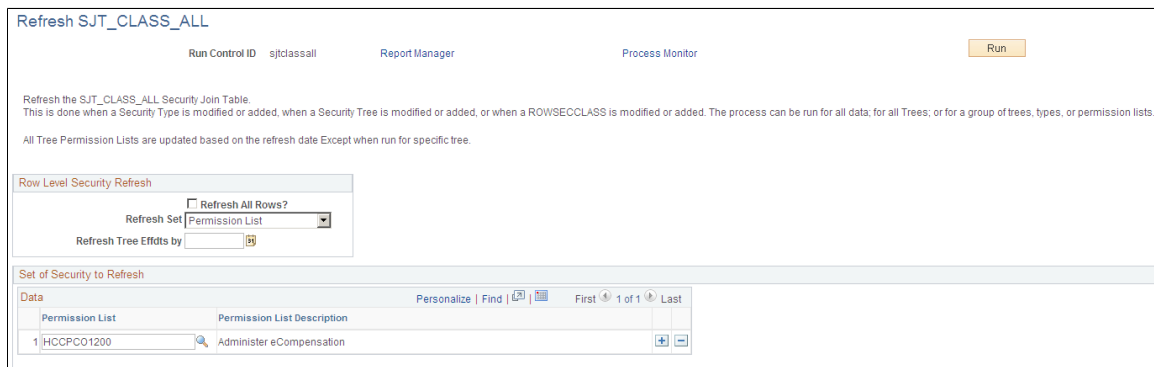 Refresh SJT_CLASS_ALL
Run Control ID sjtclassall Report Manager Process Monitor Run
Refresh the SJT_CLASS_ALL Security Join Table.
This is done when a Security Type is modified or added, when a Security Tree is modified or added, or when a ROWSECCLASS is modified or added. The process can be run for all data; for all Trees; or for a group of trees, types, or permission lists.
All Tree Permission Lists are updated based on the refresh date Except when run for specific tree.
Row Level Security Refresh
Refresh All Rows?
Refresh Set Permission List
Refresh Tree Effdts by 31
Set of Security to Refresh
Data Personalize | Find | | First 1 of 1 Last
Permission List Permission List Description
1 HCCPCO1200 Administer eCompensation + -